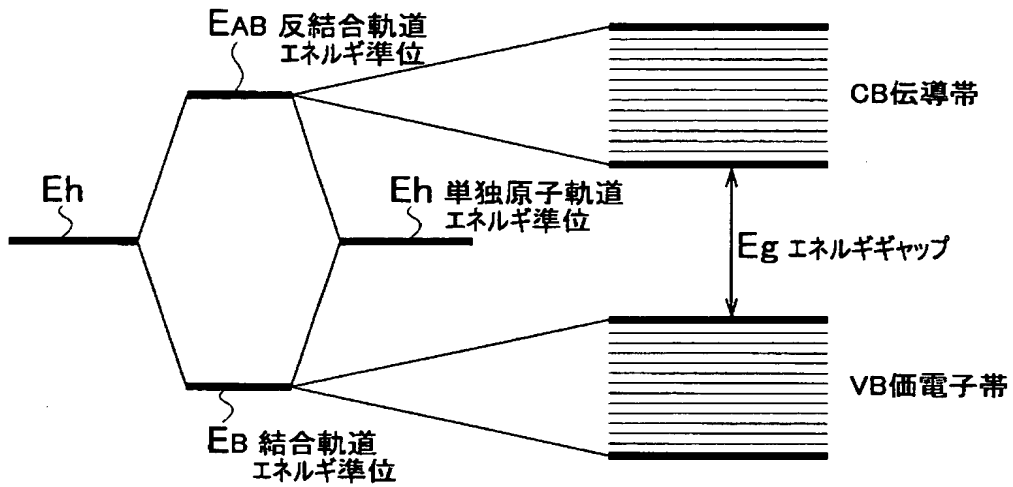 EAB 反結合軌道
エネルギ準位
CB伝導帯
Eh
Eh 単独原子軌道
エネルギ準位
Eg エネルギギャップ
VB価電子帯
EB 結合軌道
エネルギ準位